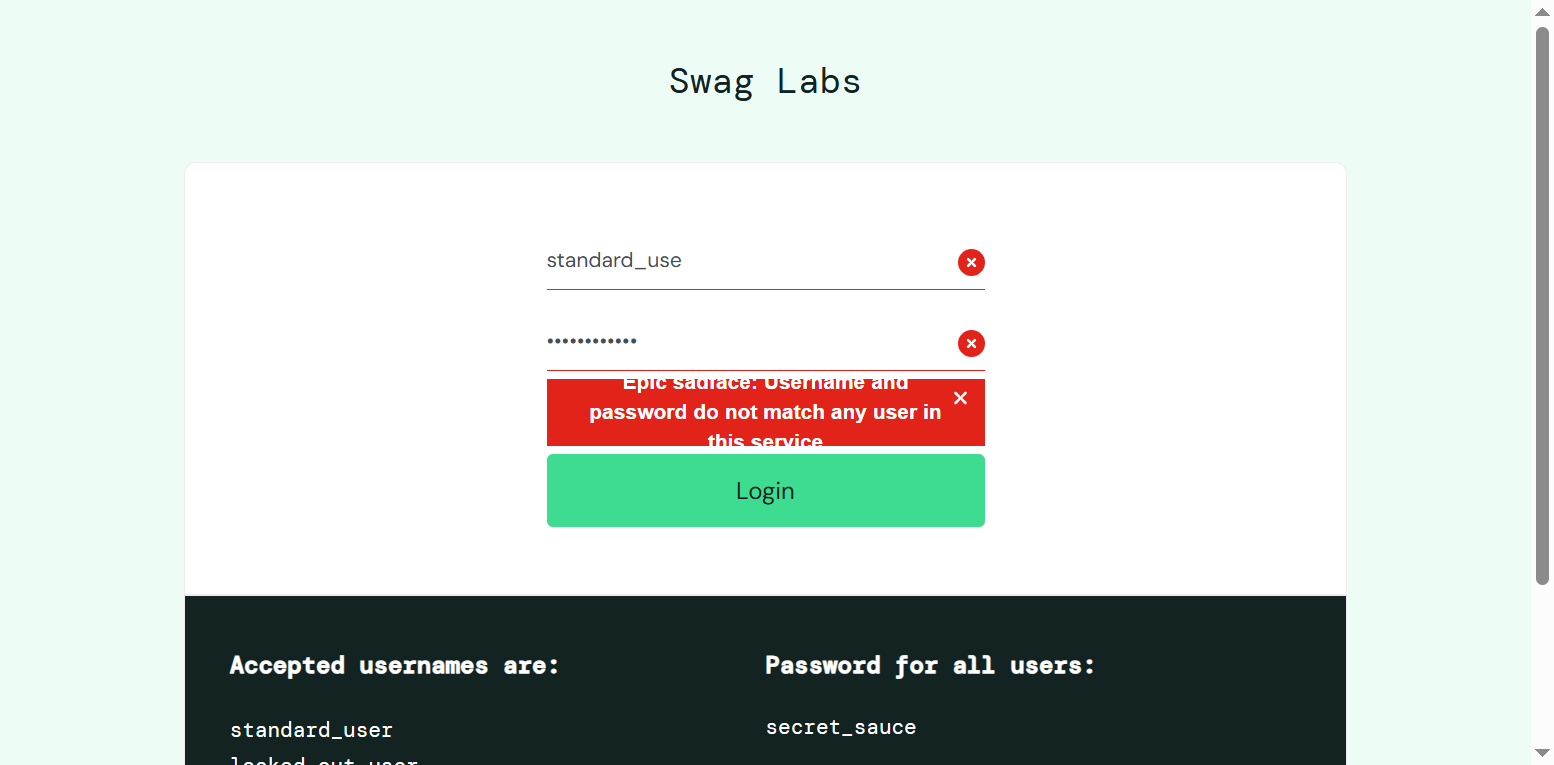 Swag Labs
standard_use
••••••••••••
Epic sadface: Username and
password do not match any user in
this service
Login
Accepted usernames are:
standard_user
locked_out_user
Password for all users:
secret_sauce